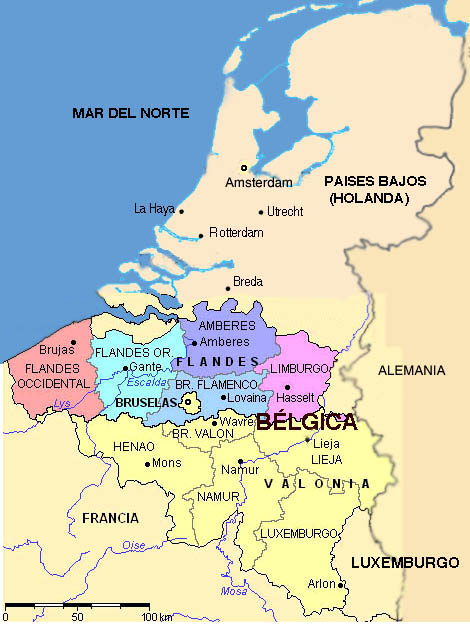 MAR DEL NORTE
Amsterdam
PAISES BAJOS
(HOLANDA)
La Haya
Utrecht
Rotterdam
Breda
AMBERES
Amberes
Brujas
FLANDES
OCCIDENTAL
FLANDES OR.
Gante
Escalda
FLANDES
LIMBURGO
Hasselt
ALEMANIA
BR. FLAMENCO
Lovaina
BRUSELAS
Lys
BÉLGICA
Wavre
BR. VALON
HENAO
Mons
Namur
Lieja
LIEJA
VALONIA
NAMUR
FRANCIA
LUXEMBURGO
Oise
LUXEMBURGO
Arlon
Mosa
0 50 100 km